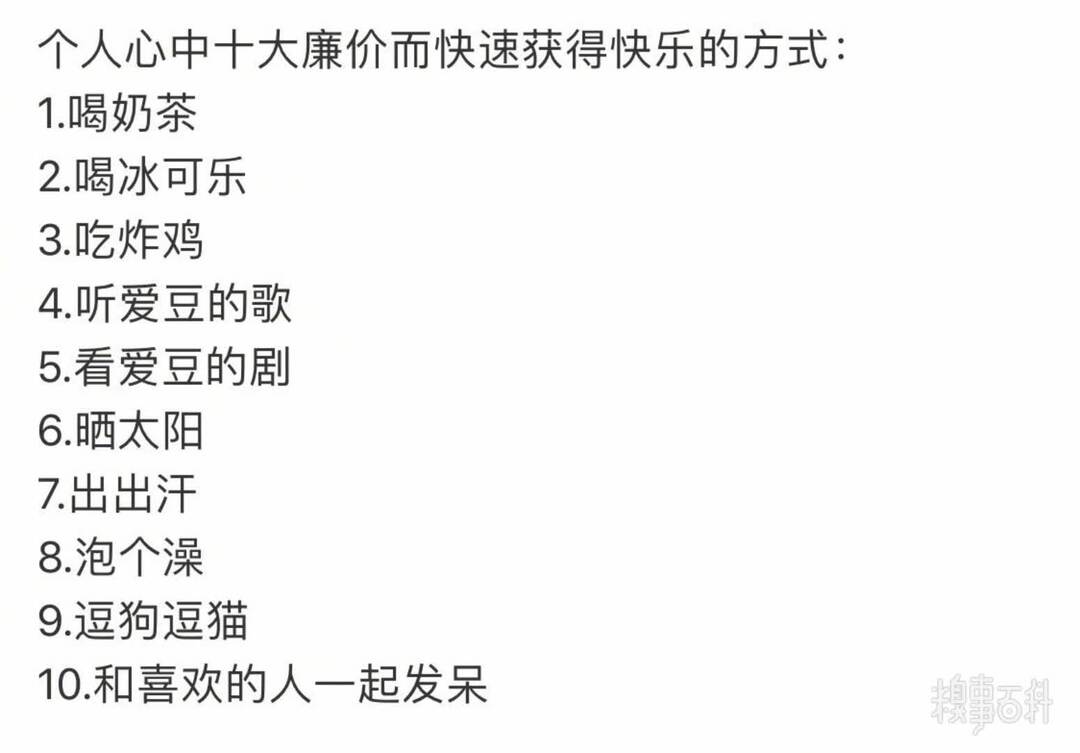 个人心中十大廉价而快速获得快乐的方式：
1.喝奶茶
2.喝冰可乐
3.吃炸鸡
4.听爱豆的歌
5.看爱豆的剧
6.晒太阳
7.出出汗
8.泡个澡
9.逗狗逗猫
10.和喜欢的人一起发呆
糗事百科